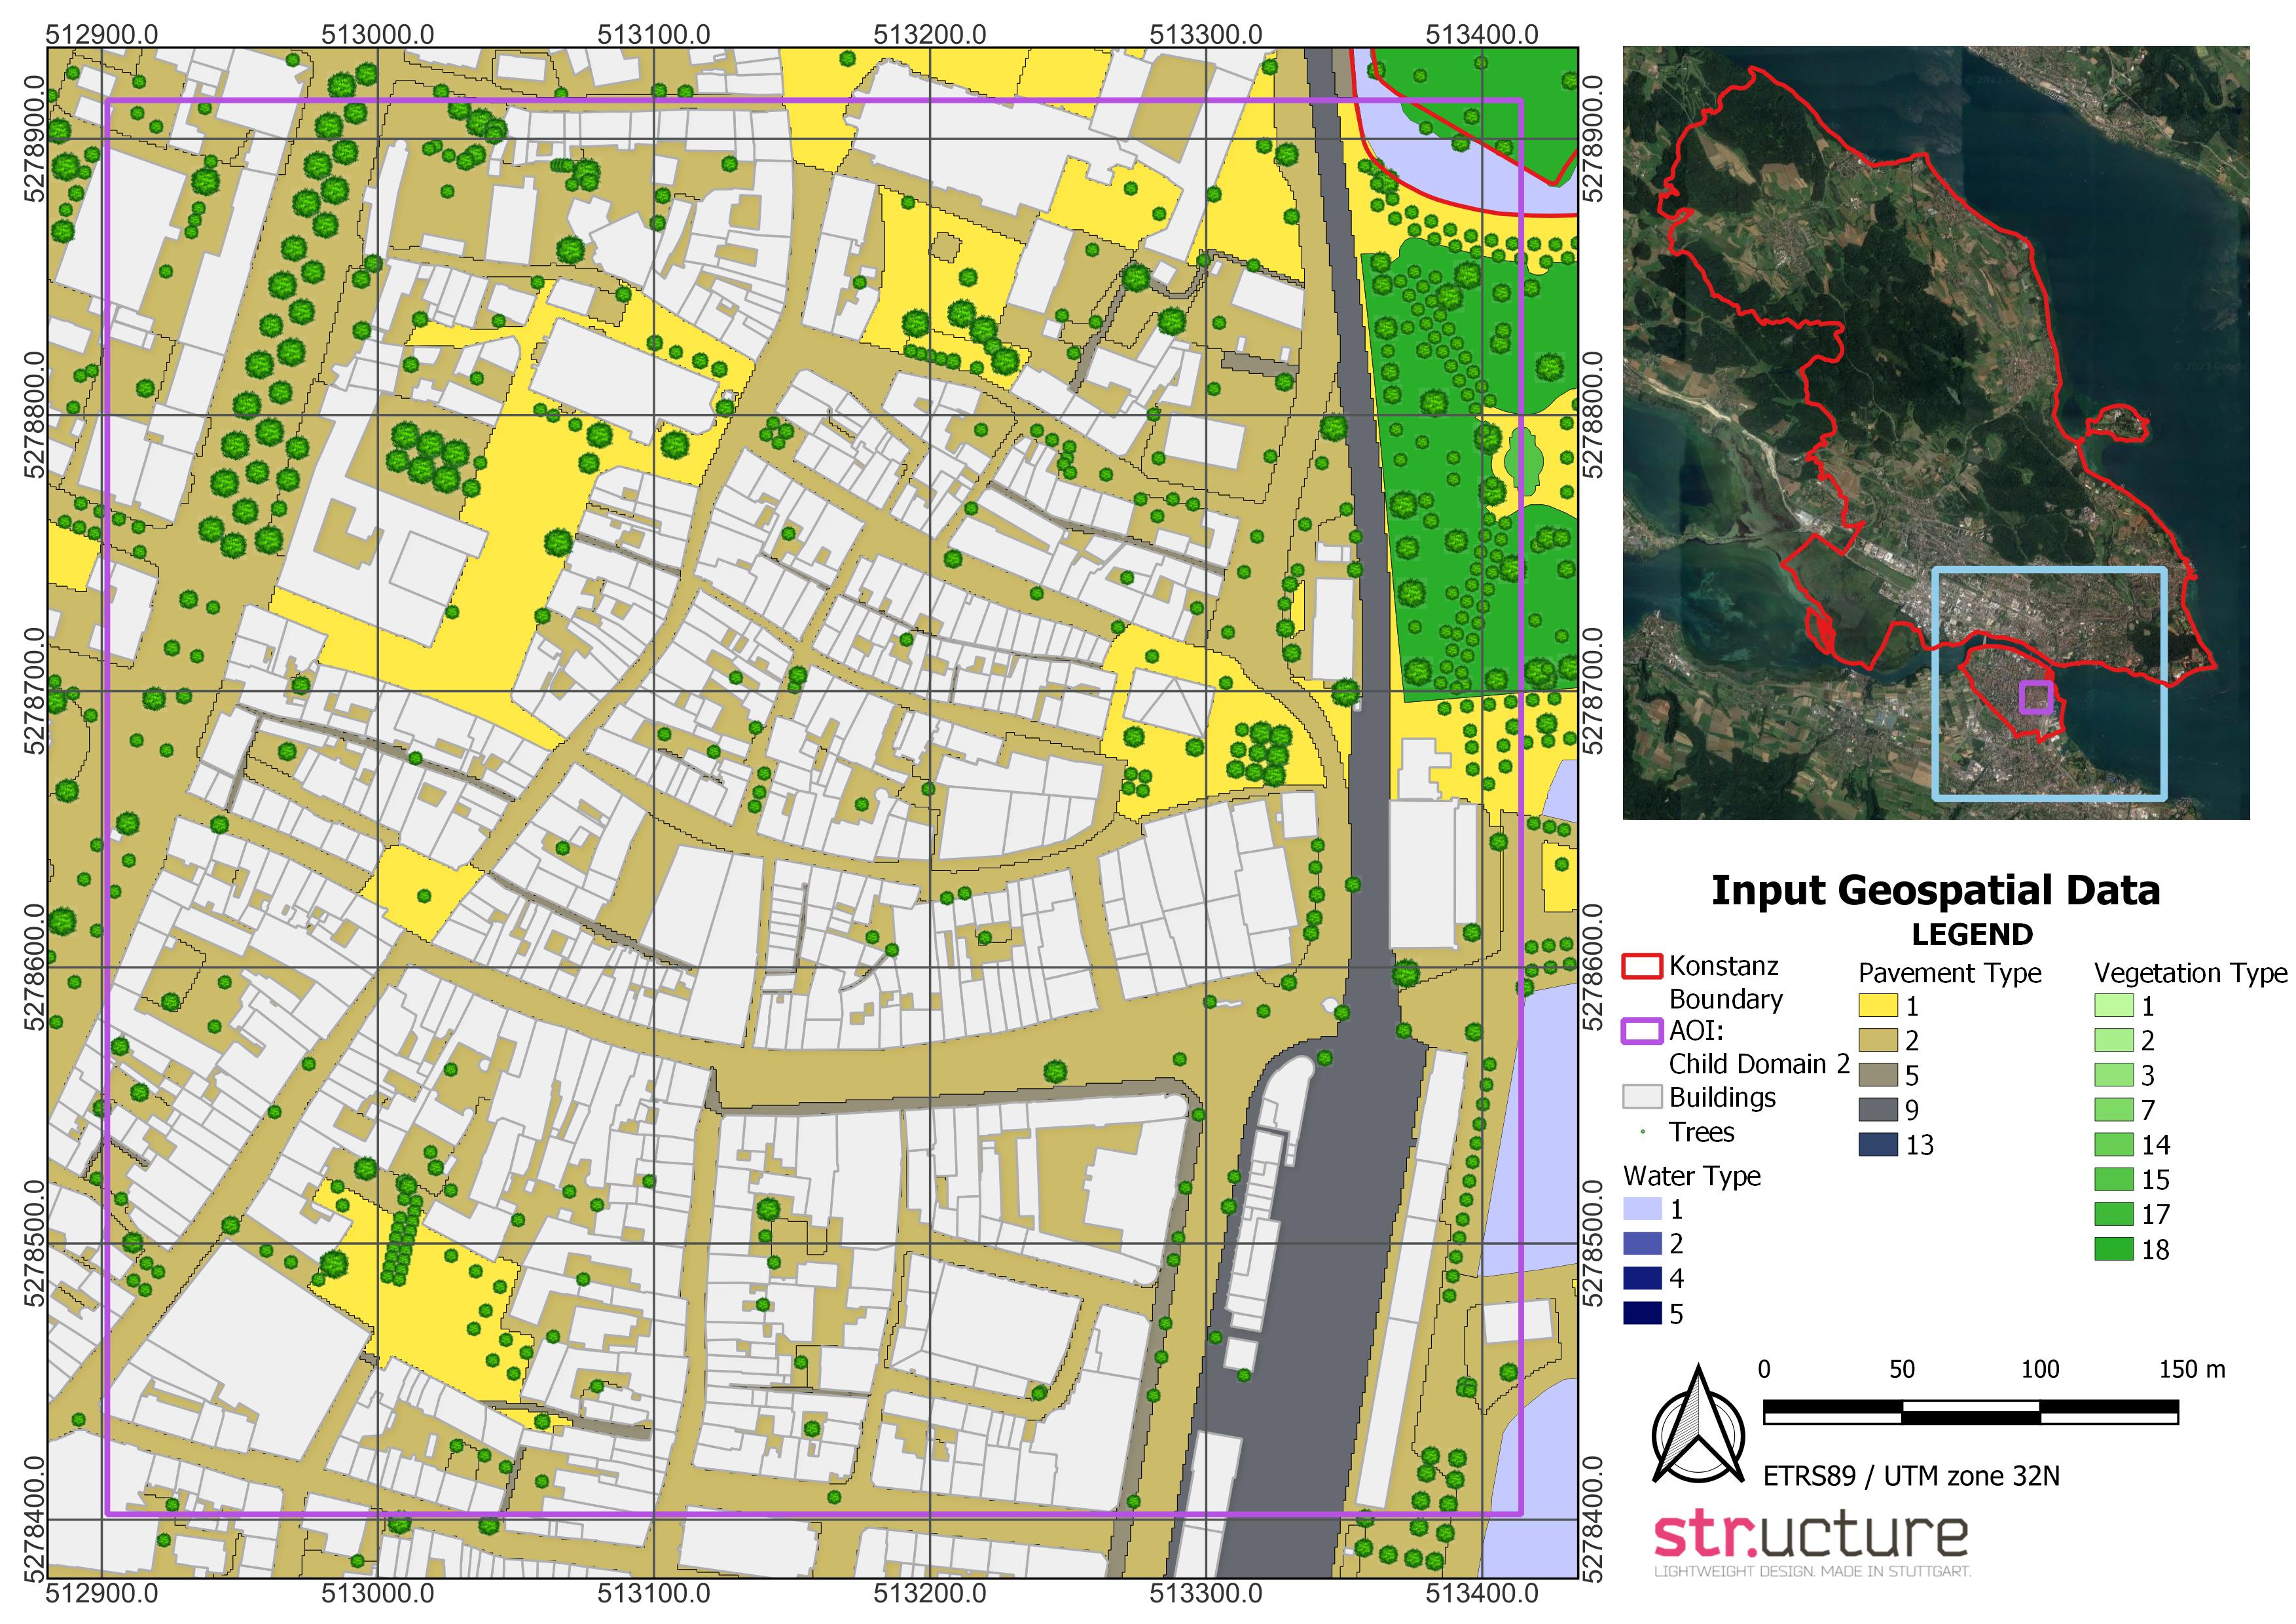 512900.0 513000.0 513100.0 513200.0 513300.0 513400.0
5278900.0 5278900.0
5278800.0 5278800.0
5278700.0 5278700.0
5278600.0 5278600.0
5278500.0 5278500.0
5278400.0 5278400.0
512900.0 513000.0 513100.0 513200.0 513300.0 513400.0
Input Geospatial Data
LEGEND
Konstanz
Boundary
AOI:
Child Domain 2
Buildings
Trees
Water Type
1
2
4
5
Pavement Type
1
2
5
9
13
Vegetation Type
1
2
3
7
14
15
17
18
0 50 100 150 m
ETRS89 / UTM zone 32N
str.ucture
LIGHTWEIGHT DESIGN. MADE IN STUTTGART.